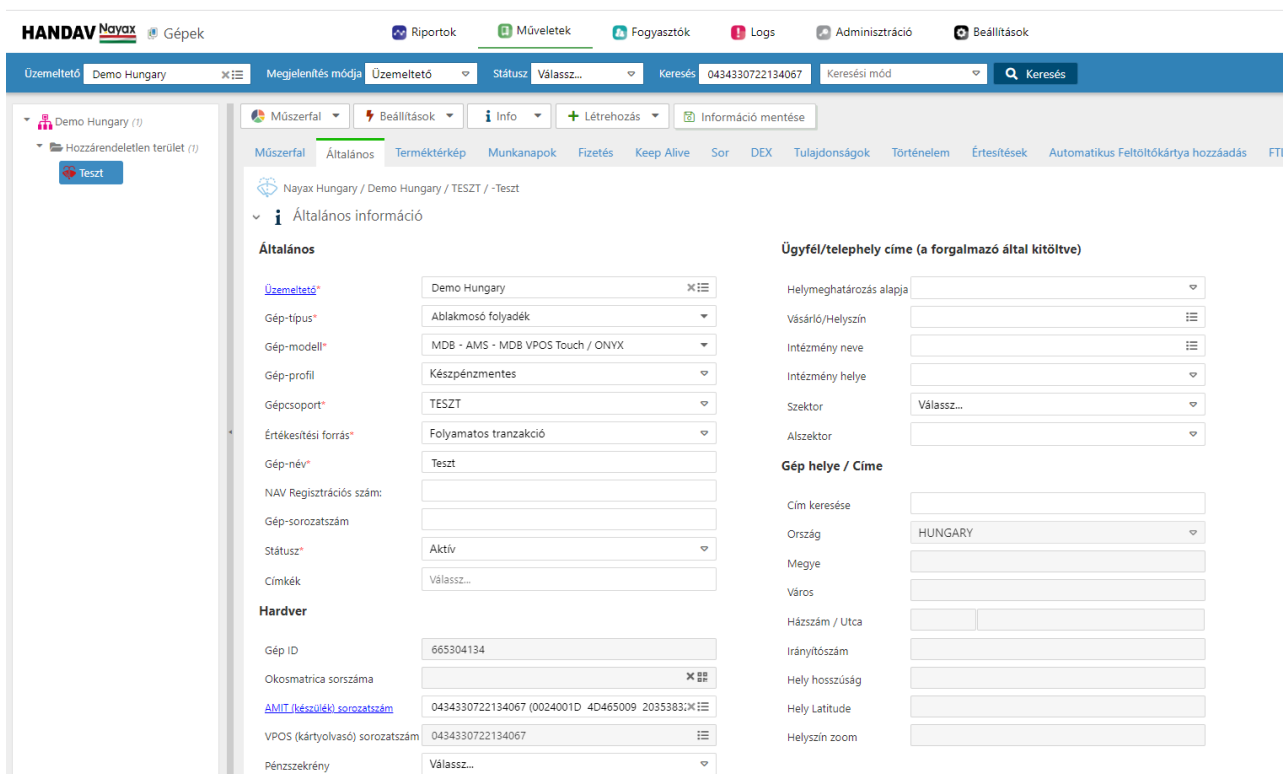 HANDAV Nayax Gépek Riportok Műveletek Fogyasztók Logs Adminisztráció Beállítások
Üzemeltető Demo Hungary Megjelenítés módja Üzemeltető Státusz Válassz... Keresés 0434330722134067 Keresési mód Keresés
Demo Hungary (1)
Hozzárendeletlen terület (1)
Teszt
Műszerfal Beállítások Info Létrehozás Információ mentése
Műszerfal Általános Terméktérkép Munkanapok Fizetés Keep Alive Sor DEX Tulajdonságok Történelem Értesítések Automatikus Feltöltőkártya hozzáadás FTL
Nayax Hungary / Demo Hungary / TESZT / -Teszt
Általános információ
Általános
Üzemeltető* Demo Hungary
Gép-típus* Ablakmosó folyadék
Gép-modell* MDB - AMS - MDB VPOS Touch / ONYX
Gép-profil Készpénzmentes
Gépcsoport* TESZT
Értékesítési forrás* Folyamatos tranzakció
Gép-név* Teszt
NAV Regisztrációs szám:
Gép-sorozatszám
Státusz* Aktív
Címkék Válassz...
Hardver
Gép ID 665304134
Okosmatrica sorszáma
AMIT (készülék) sorozatszám 0434330722134067 (0024001D 4D465009 2035383
VPOS (kártyolvasó) sorozatszám 0434330722134067
Pénzszekrény Válassz...
Ügyfél/telephely címe (a forgalmazó által kitöltve)
Helymeghatározás alapja
Vásárló/Helyszín
Intézmény neve
Intézmény helye
Szektor Válassz...
Alszektor
Gép helye / Címe
Cím keresése
Ország HUNGARY
Megye
Város
Házszám / Utca
Irányítószám
Hely hosszúság
Hely Latitude
Helyszín zoom